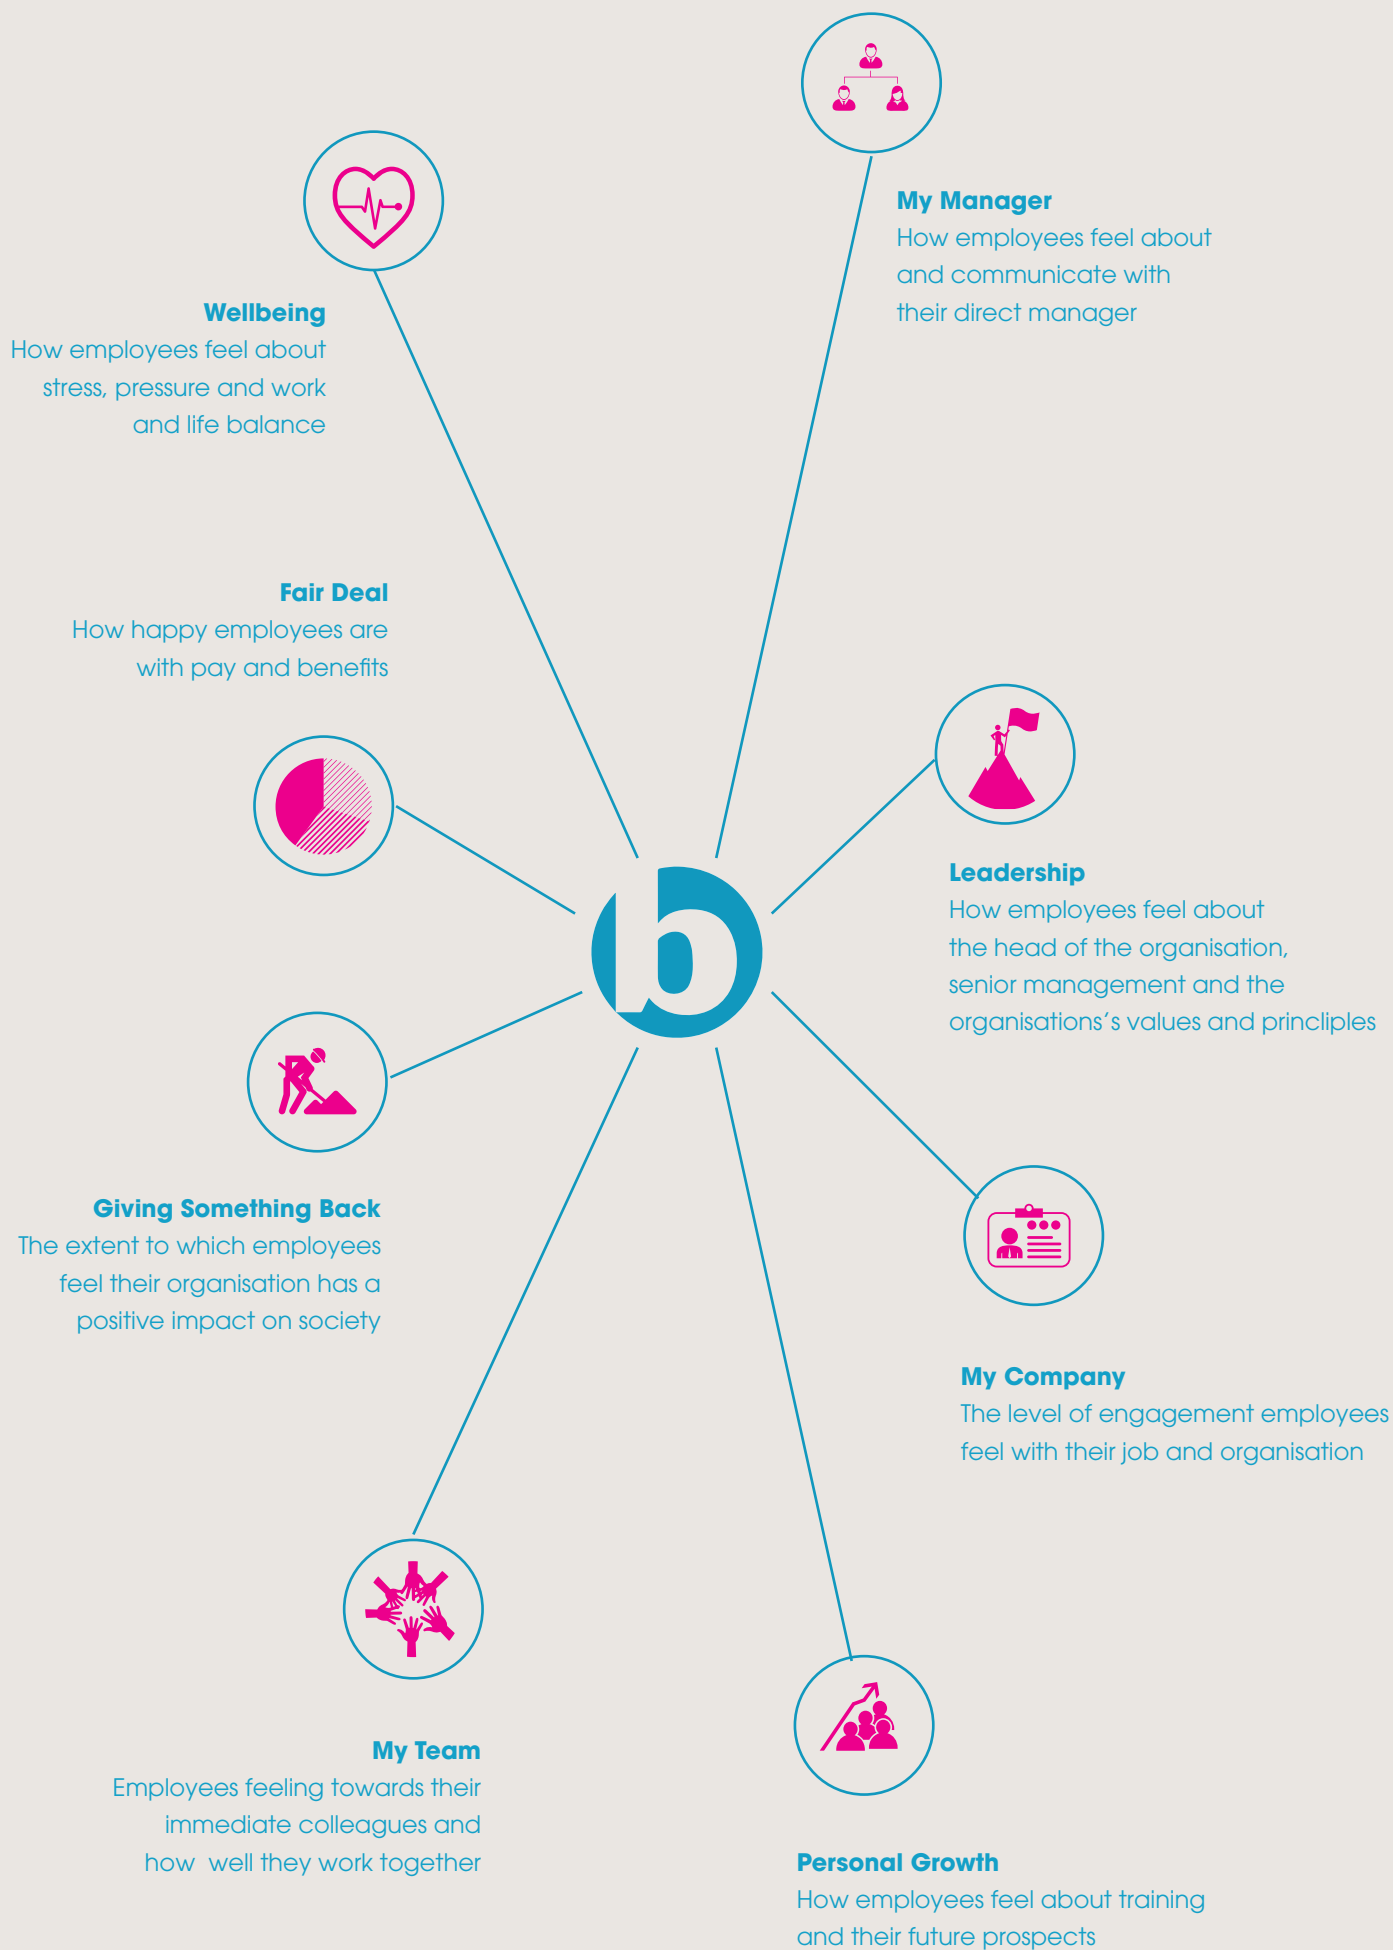 My Manager
How employees feel about
and communicate with
their direct manager
Wellbeing
How employees feel about
stress, pressure and work
and life balance
Fair Deal
How happy employees are
with pay and benefits
Leadership
How employees feel about
the head of the organisation,
senior management and the
organisations's values and princliples
b
Giving Something Back
The extent to which employees
feel their organisation has a
positive impact on society
My Company
The level of engagement employees
feel with their job and organisation
My Team
Employees feeling towards their
immediate colleagues and
how  well they work together
Personal Growth
How employees feel about training
and their future prospects